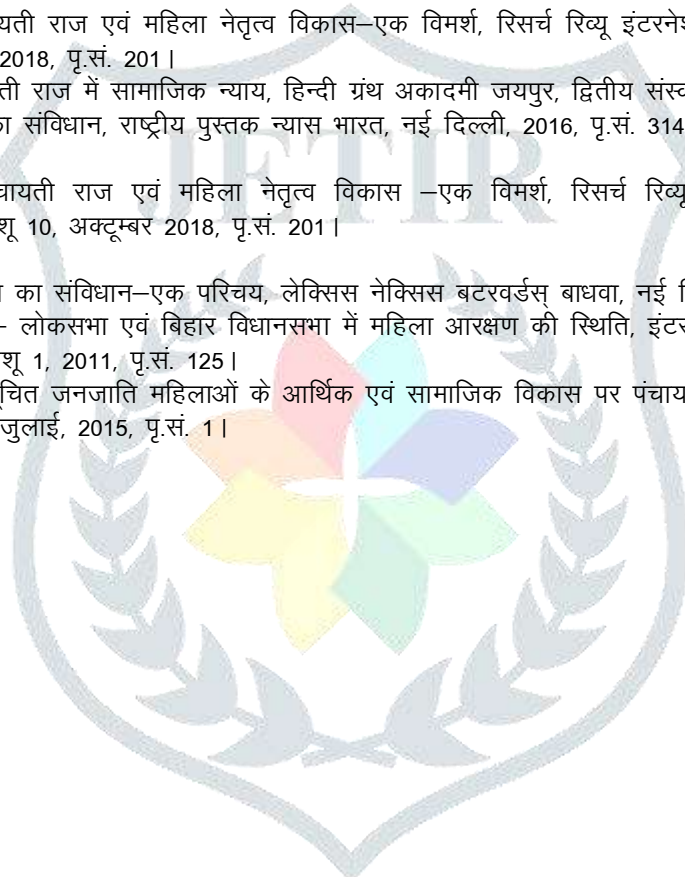 यती राज एवं महिला नेतृत्व विकास–एक विमर्श, रिसर्च रिव्यू
2018, पृ.सं. 201।
ती राज में सामाजिक न्याय, हिन्दी ग्रंथ अकादमी जयपुर, द्वितीय
संविधान, राष्ट्रीय पुस्तक न्यास भारत, नई दिल्ली, 2016, पृ.सं. 314
JETIR
चायती राज एवं महिला नेतृत्व विकास –एक विमर्श, रिसर्च रिव्यू
शू 10, अक्टूम्बर 2018, पृ.सं. 201।
का संविधान–एक परिचय, लेक्सिस नेक्सिस बटरवर्डस् बाधवा, नई
– लोकसभा एवं बिहार विधानसभा में महिला आरक्षण की स्थिति,
शू 1, 2011, पृ.सं. 125।
चित जनजाति महिलाओं के आर्थिक एवं सामाजिक विकास पर पंचाय
जुलाई, 2015, पृ.सं. 1।